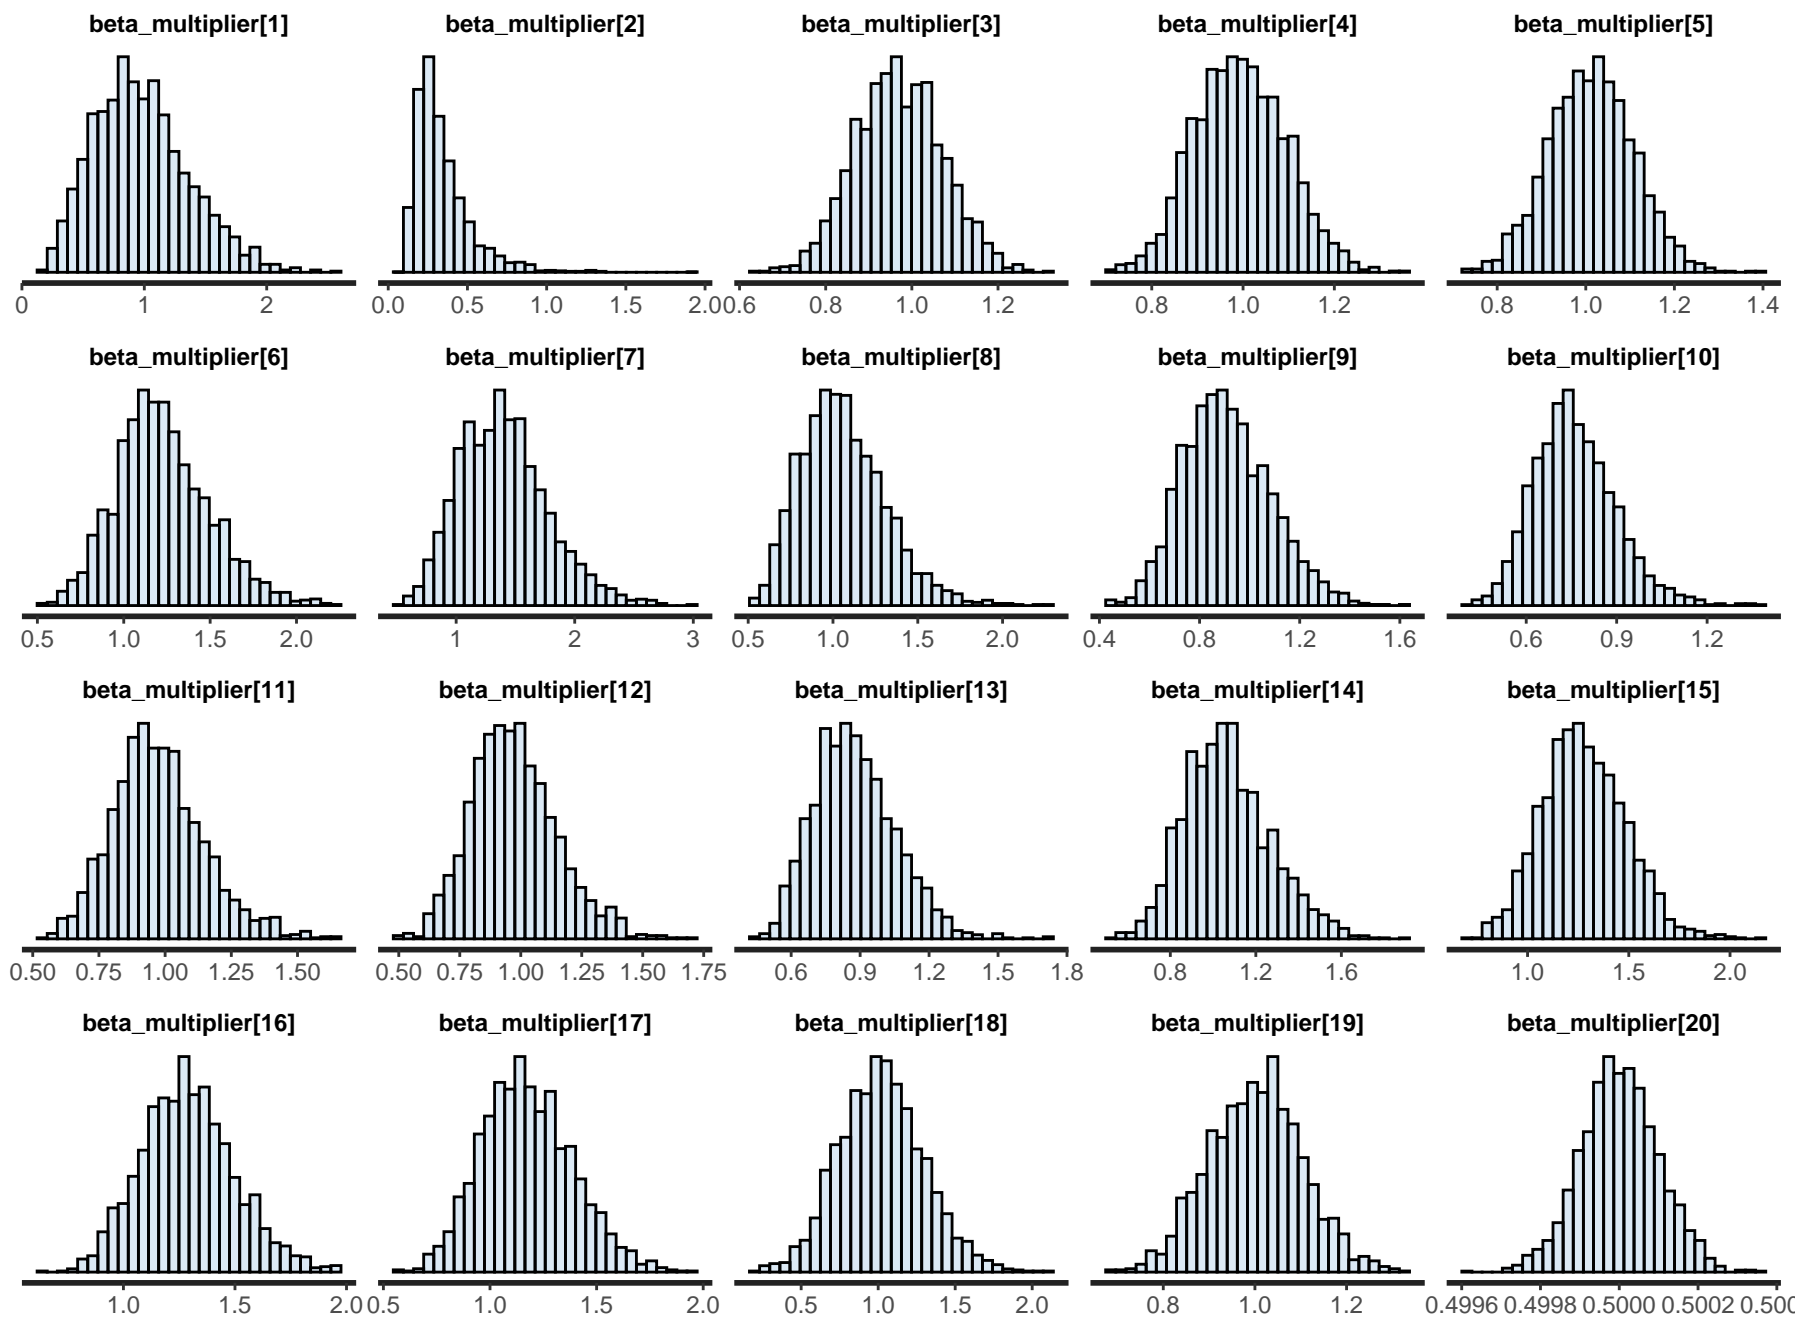 beta_multiplier[1] beta_multiplier[2] beta_multiplier[3] beta_multiplier[4] beta_multiplier[5]
0 1 2 0.0 0.5 1.0 1.5 2.0 0.6 0.8 1.0 1.2 0.8 1.0 1.2 0.8 1.0 1.2 1.4
beta_multiplier[6] beta_multiplier[7] beta_multiplier[8] beta_multiplier[9] beta_multiplier[10]
0.5 1.0 1.5 2.0 1 2 3 0.5 1.0 1.5 2.0 0.4 0.8 1.2 1.6 0.6 0.9 1.2
beta_multiplier[11] beta_multiplier[12] beta_multiplier[13] beta_multiplier[14] beta_multiplier[15]
0.50 0.75 1.00 1.25 1.50 0.50 0.75 1.00 1.25 1.50 1.75 0.6 0.9 1.2 1.5 1.8 0.8 1.2 1.6 1.0 1.5 2.0
beta_multiplier[16] beta_multiplier[17] beta_multiplier[18] beta_multiplier[19] beta_multiplier[20]
1.0 1.5 2.0 0.5 1.0 1.5 2.0 0.5 1.0 1.5 2.0 0.8 1.0 1.2 0.4996 0.4998 0.5000 0.5002